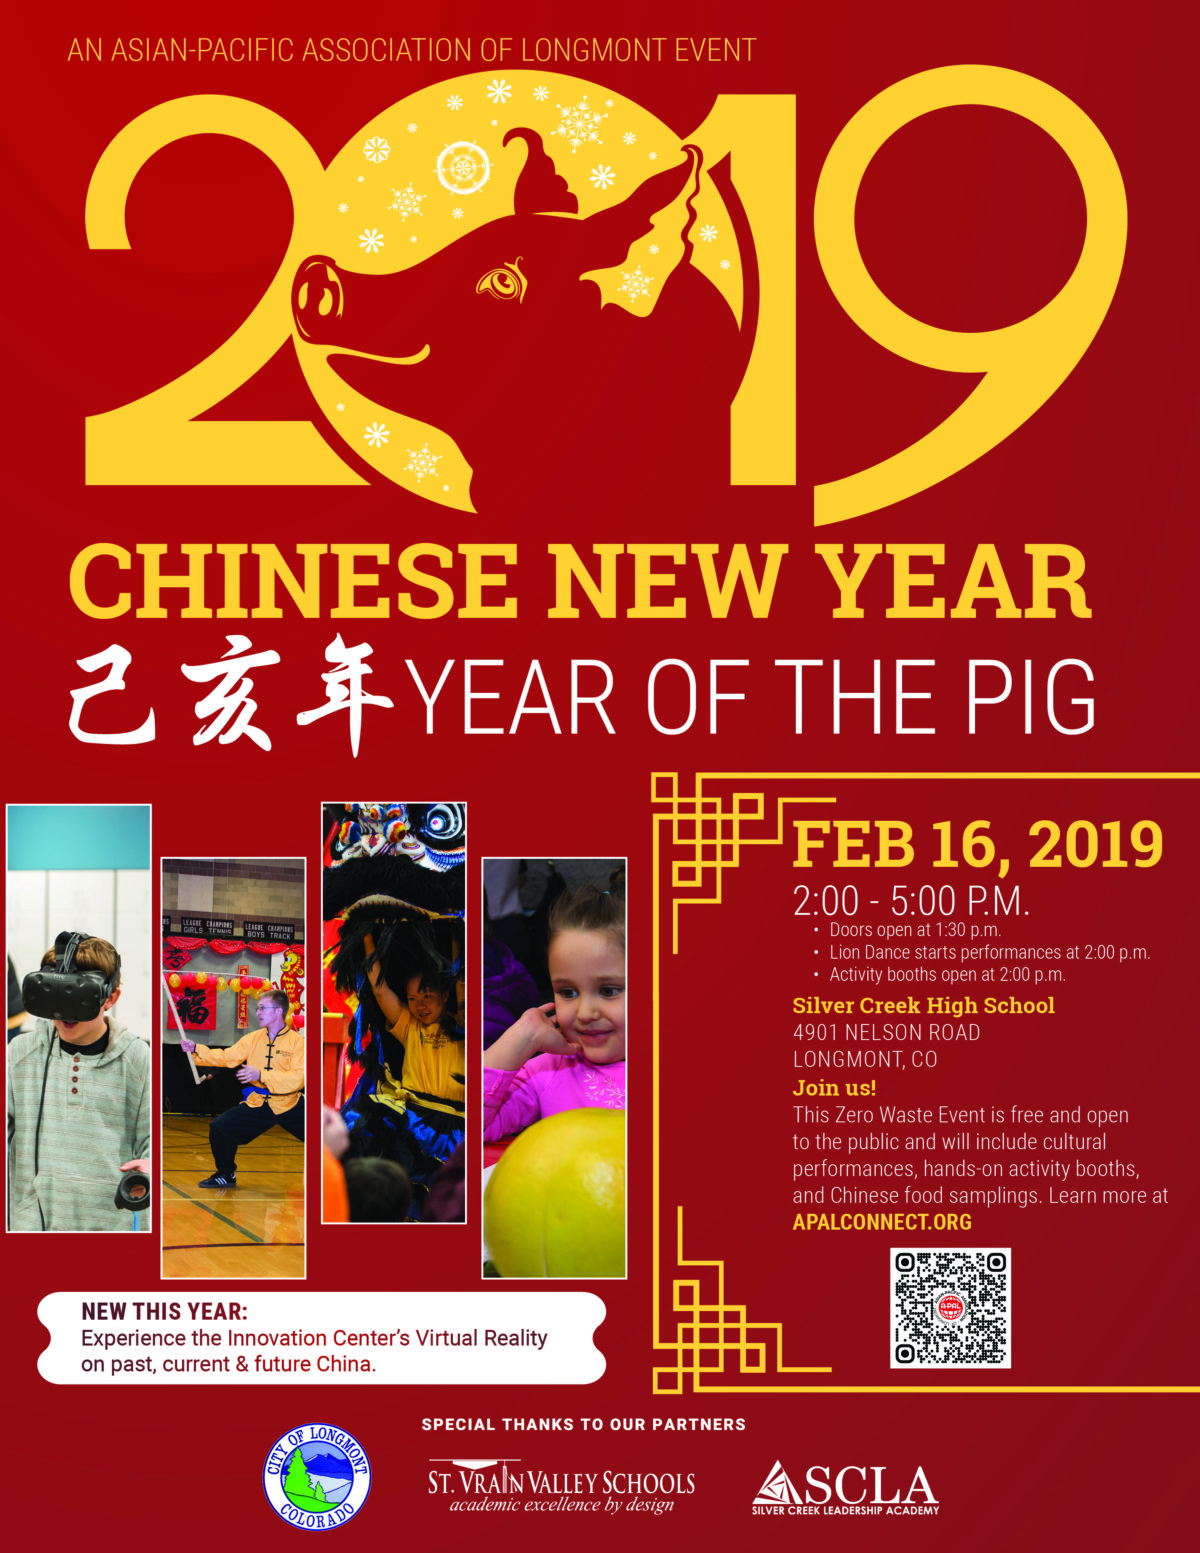 AN ASIAN-PACIFIC ASSOCIATION OF LONGMONT EVENT
2019
CHINESE NEW YEAR
己亥年 YEAR OF THE PIG
LEAGUE CHAMPIONS
GIRLS TENNIS
LEAGUE CHAMPIONS
BOYS TRACK
福
FEB 16, 2019
2:00 - 5:00 P.M.
• Doors open at 1:30 p.m.
• Lion Dance starts performances at 2:00 p.m.
• Activity booths open at 2:00 p.m.
Silver Creek High School
4901 NELSON ROAD
LONGMONT, CO
Join us!
This Zero Waste Event is free and open
to the public and will include cultural
performances, hands-on activity booths,
and Chinese food samplings. Learn more at
APALCONNECT.ORG
A-PAL
NEW THIS YEAR:
Experience the Innovation Center's Virtual Reality
on past, current & future China.
SPECIAL THANKS TO OUR PARTNERS
CITY OF LONGMONT
COLORADO
ST. VRAIN VALLEY SCHOOLS
academic excellence by design
SCLA
SILVER CREEK LEADERSHIP ACADEMY